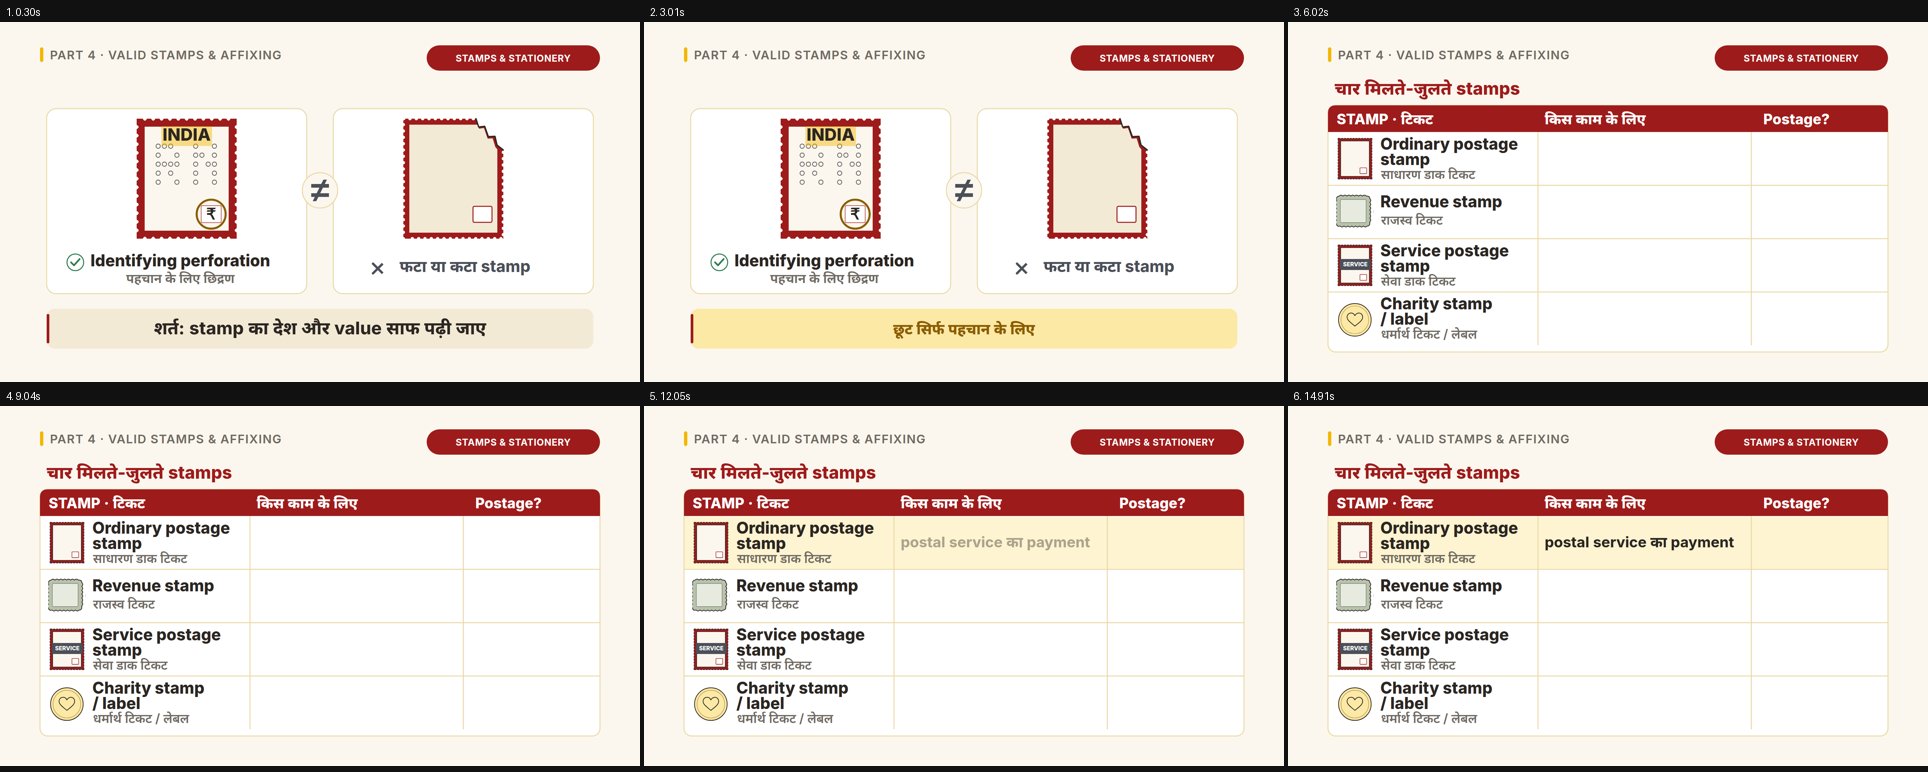 1. 0.30s
PART 4 · VALID STAMPS & AFFIXING
STAMPS & STATIONERY
INDIA
₹
≠
Identifying perforation
पहचान के लिए छिद्रण
फटा या कटा stamp
शर्त: stamp का देश और value साफ पढ़ी जाए
2. 3.01s
PART 4 · VALID STAMPS & AFFIXING
STAMPS & STATIONERY
INDIA
₹
≠
Identifying perforation
पहचान के लिए छिद्रण
फटा या कटा stamp
छूट सिर्फ पहचान के लिए
3. 6.02s
PART 4 · VALID STAMPS & AFFIXING
STAMPS & STATIONERY
चार मिलते-जुलते stamps
STAMP · टिकट किस काम के लिए Postage?
Ordinary postage
stamp
साधारण डाक टिकट
Revenue stamp
राजस्व टिकट
SERVICE
Service postage
stamp
सेवा डाक टिकट
Charity stamp
/ label
धर्मार्थ टिकट / लेबल
4. 9.04s
PART 4 · VALID STAMPS & AFFIXING
STAMPS & STATIONERY
चार मिलते-जुलते stamps
STAMP · टिकट किस काम के लिए Postage?
Ordinary postage
stamp
साधारण डाक टिकट
Revenue stamp
राजस्व टिकट
SERVICE
Service postage
stamp
सेवा डाक टिकट
Charity stamp
/ label
धर्मार्थ टिकट / लेबल
5. 12.05s
PART 4 · VALID STAMPS & AFFIXING
STAMPS & STATIONERY
चार मिलते-जुलते stamps
STAMP · टिकट किस काम के लिए Postage?
Ordinary postage
stamp
साधारण डाक टिकट
postal service का payment
Revenue stamp
राजस्व टिकट
SERVICE
Service postage
stamp
सेवा डाक टिकट
Charity stamp
/ label
धर्मार्थ टिकट / लेबल
6. 14.91s
PART 4 · VALID STAMPS & AFFIXING
STAMPS & STATIONERY
चार मिलते-जुलते stamps
STAMP · टिकट किस काम के लिए Postage?
Ordinary postage
stamp
साधारण डाक टिकट
postal service का payment
Revenue stamp
राजस्व टिकट
SERVICE
Service postage
stamp
सेवा डाक टिकट
Charity stamp
/ label
धर्मार्थ टिकट / लेबल